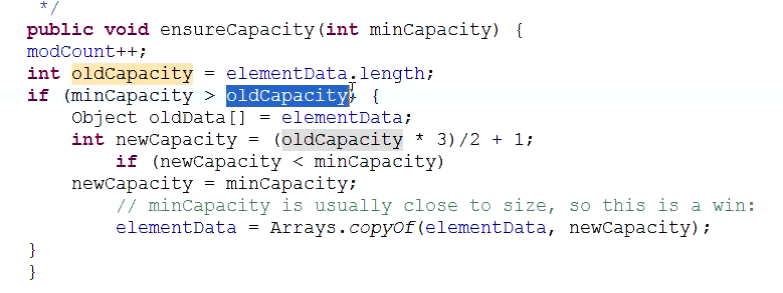 */
public void ensureCapacity(int minCapacity) {
modCount++;
int oldCapacity = elementData.length;
if (minCapacity > oldCapacity) {
Object oldData[] = elementData;
int newCapacity = (oldCapacity * 3)/2 + 1;
if (newCapacity < minCapacity)
newCapacity = minCapacity;
// minCapacity is usually close to size, so this is a win:
elementData = Arrays.copyOf(elementData, newCapacity);
}
}